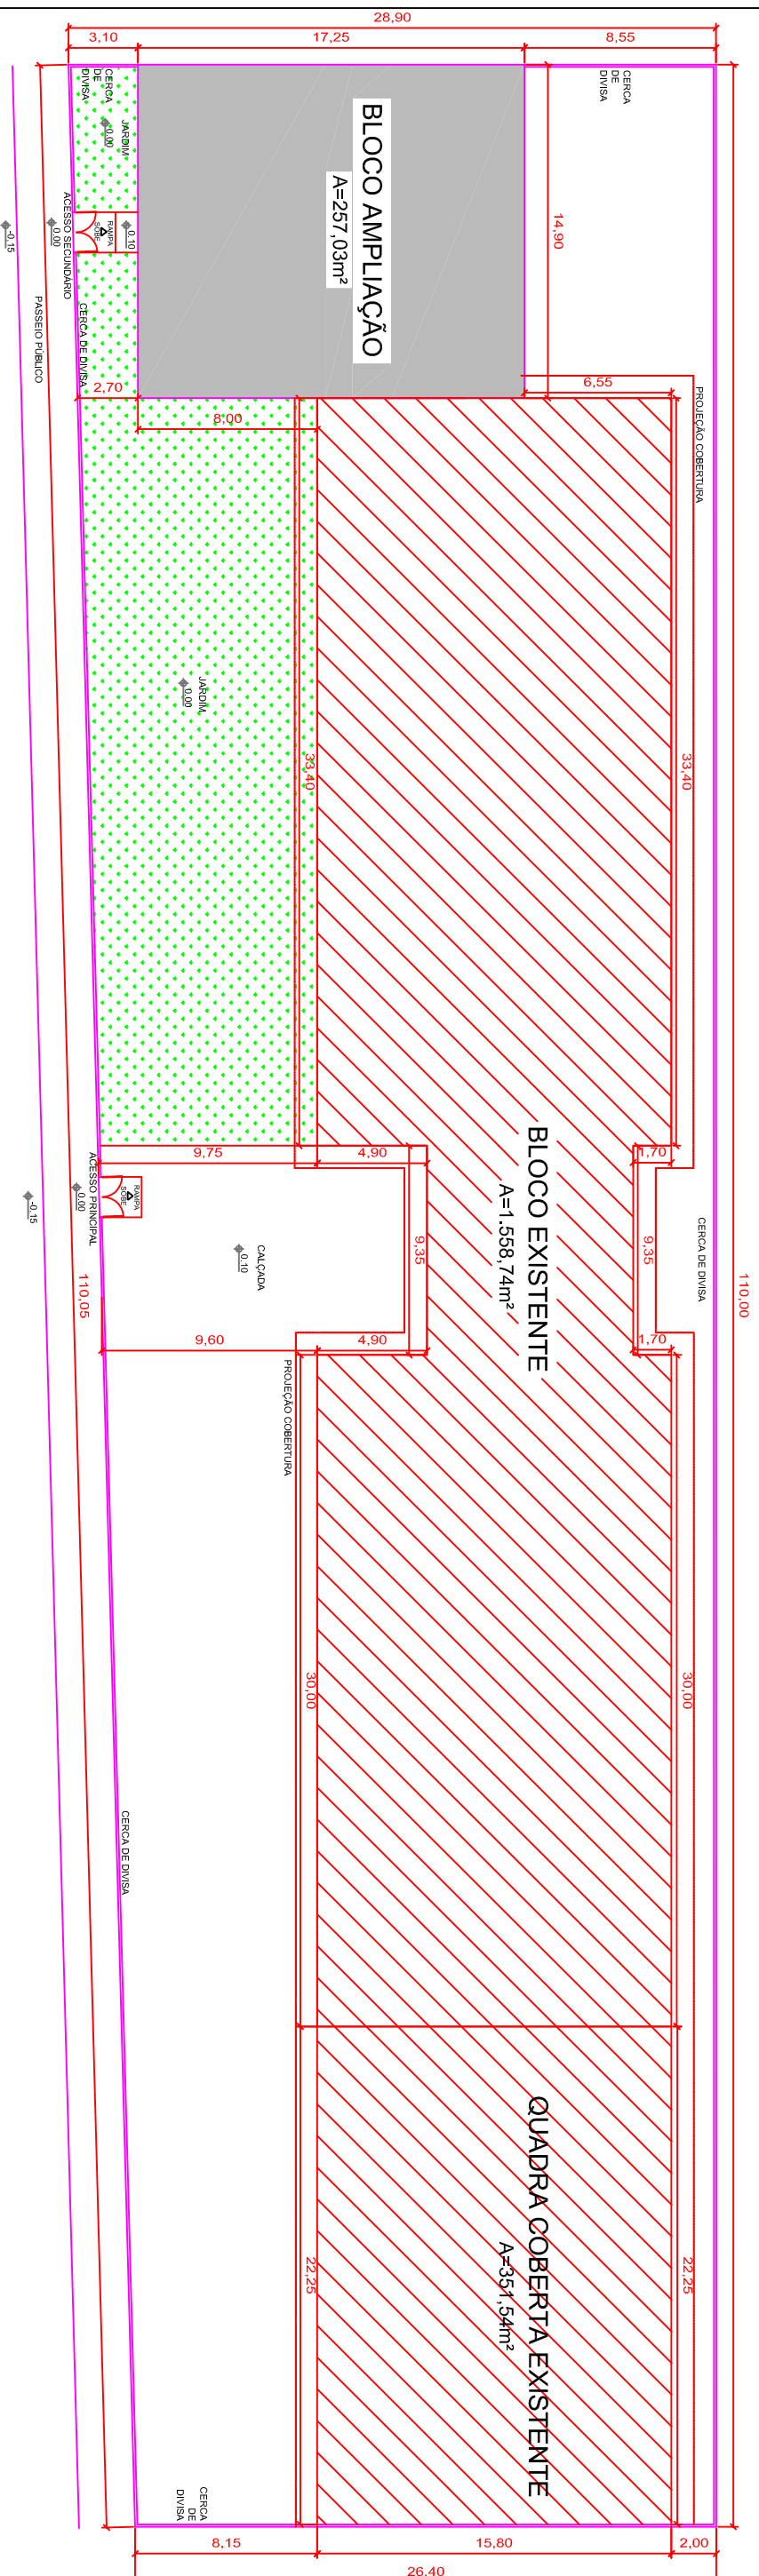 28,90
3,10
17,25
8,55
CERCA
DE
DIVISA
JARDIM
0.00
CERCA
DE
DIVISA
BLOCO AMPLIAÇÃO
A=257,03m²
14,90
ACESSO SECUNDÁRIO
0.00
RAMPA
SOBE
0.10
-0.15
PASSEIO PÚBLICO
CERCA DE DIVISA
2,70
8,00
6,55
PROJEÇÃO COBERTURA
JARDIM
0.00
33,40
33,40
BLOCO EXISTENTE
A=1.558,74m²
9,75
4,90
1,70
ACESSO PRINCIPAL
0.00
RAMPA
SOBE
-0.15
CALÇADA
0.10
9,35
9,35
CERCA DE DIVISA
110,00
110,05
9,60
4,90
1,70
PROJEÇÃO COBERTURA
30,00
30,00
CERCA DE DIVISA
QUADRA COBERTA EXISTENTE
A=351,54m²
22,25
22,25
CERCA
DE
DIVISA
8,15
15,80
2,00
26,40